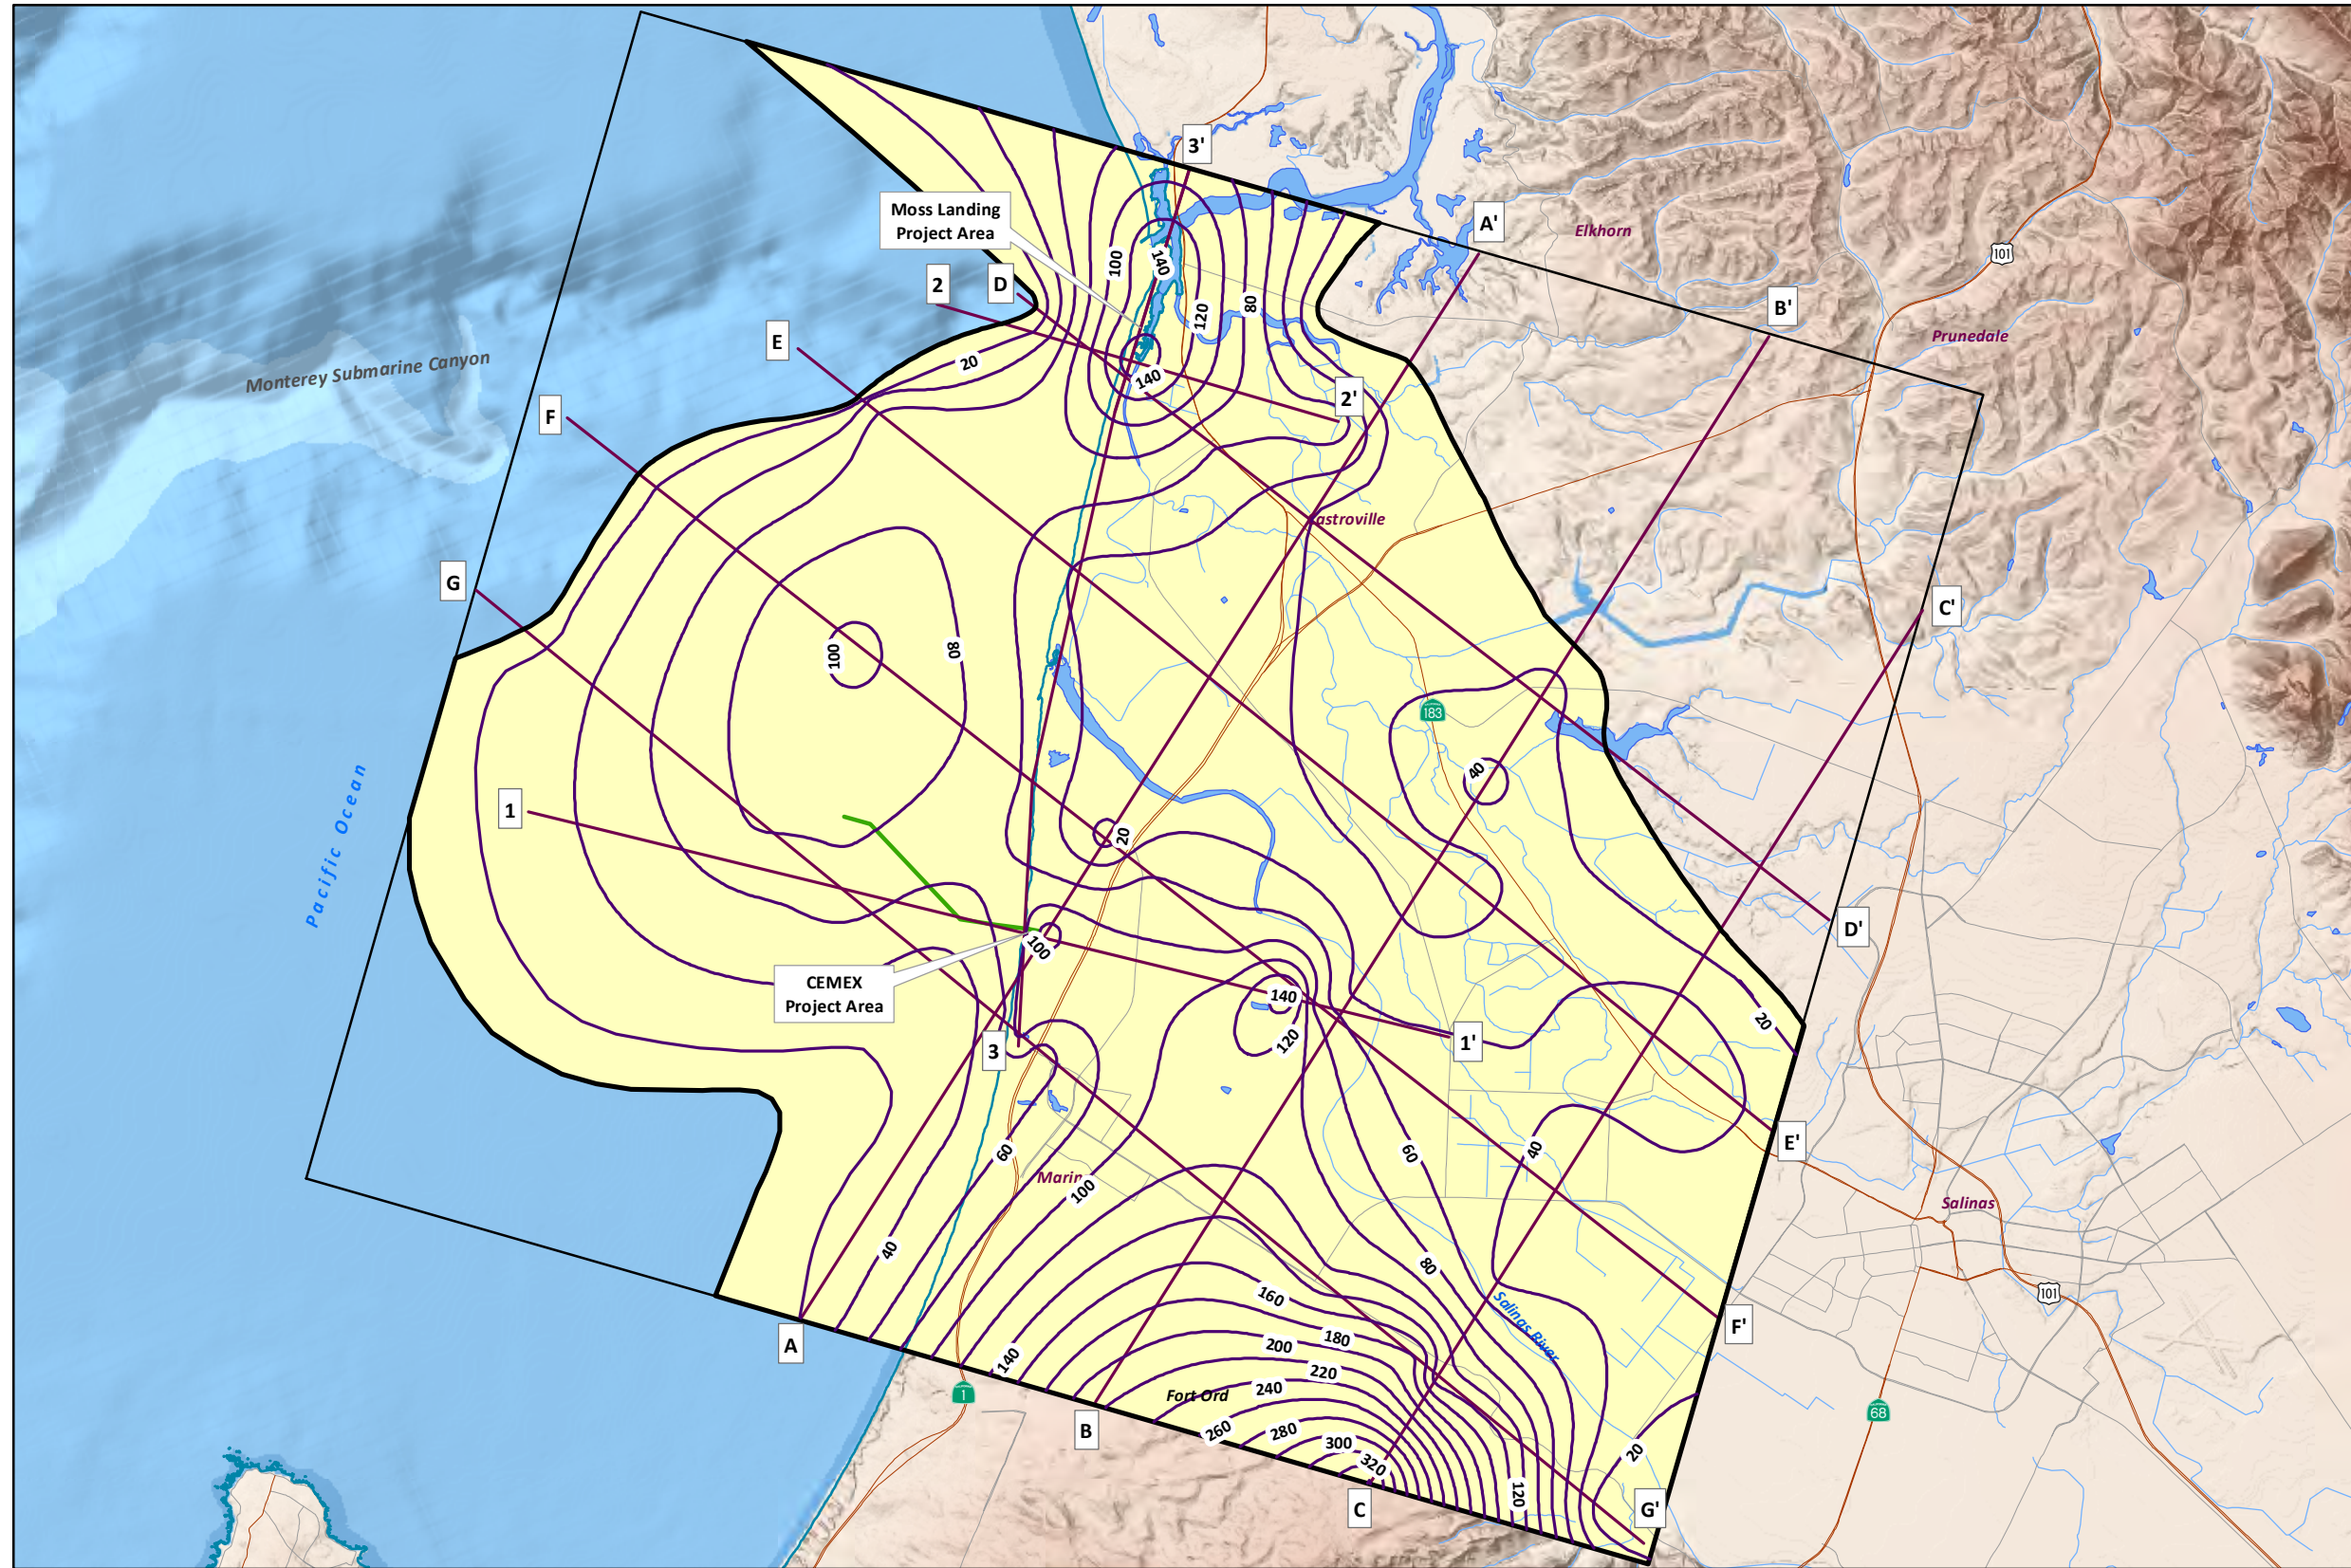 3'
Moss Landing
Project Area
A'
Elkhorn
101
2
D
100
140
120
80
B'
Prunedale
E
Monterey Submarine Canyon
20
140
2'
F
astroville
G
C'
100
80
183
40
1
20
Pacific Ocean
D'
100
CEMEX
Project Area
140
120
20
3
1'
E'
60
60
40
Marin
100
Salinas
40
80
101
160
Salinas River
F'
A
180
200
140
220
1
240
Fort Ord
68
B
260
280
300
20
320
120
C
G'